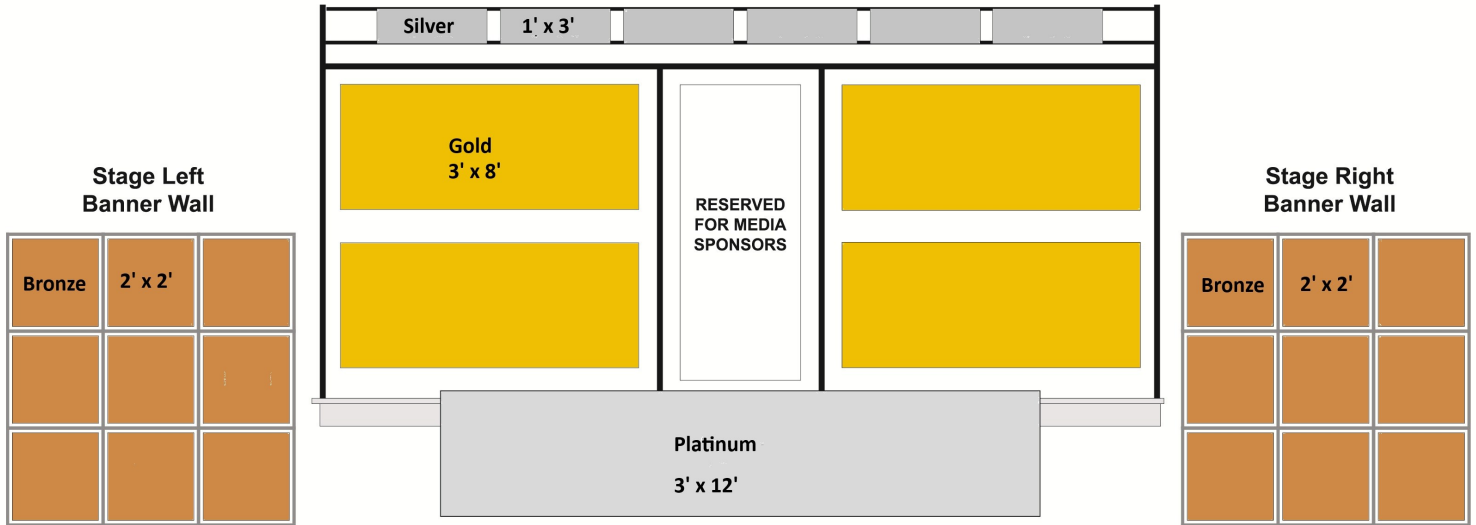 Silver
1' x 3'
Gold
3' x 8'
Stage Left
Banner Wall
Bronze
2' x 2'
RESERVED
FOR MEDIA
SPONSORS
Stage Right
Banner Wall
Bronze
2' x 2'
Platinum
3' x 12'